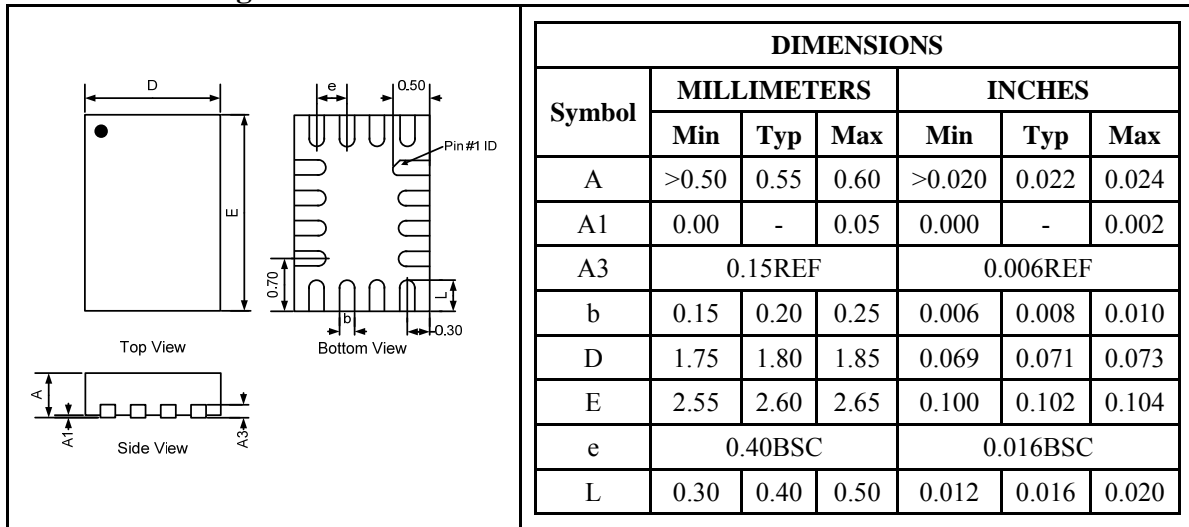 D
E
Top View
A
A1
A3
Side View
e
0.50
Pin #1 ID
0.70
b
L
0.30
Bottom View
DIMENSIONS
Symbol MILLIMETERS INCHES
Min Typ Max Min Typ Max
A >0.50 0.55 0.60 >0.020 0.022 0.024
A1 0.00 - 0.05 0.000 - 0.002
A3 0.15REF 0.006REF
b 0.15 0.20 0.25 0.006 0.008 0.010
D 1.75 1.80 1.85 0.069 0.071 0.073
E 2.55 2.60 2.65 0.100 0.102 0.104
e 0.40BSC 0.016BSC
L 0.30 0.40 0.50 0.012 0.016 0.020